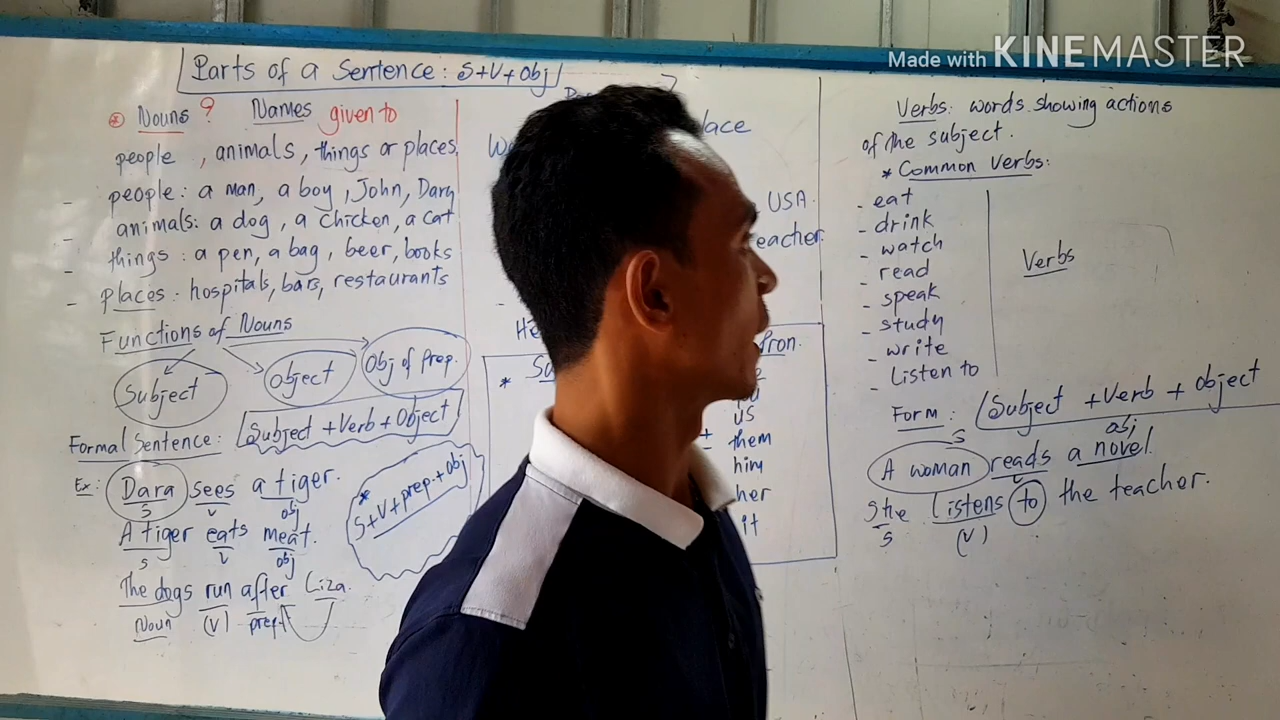 Made with KINEMASTER
Parts of a Sentence: S+V+Obj
* Nouns ? Names given to
people, animals, things or places
- people: a man, a boy, John, Dary
- animals: a dog, a chicken, a cat
- things: a pen, a bag, beer, books
- Places: hospitals, bars, restaurants
Functions of Nouns
Subject
Object
Obj of Prep.
Formal Sentence: Subject + Verb + Object
Ex: Dara sees a tiger.
S V obj
A tiger eats meat.
S V obj
* S+V+prep.+obj
The dogs run after Liza.
Noun (V) prep.
lace
USA.
eacher.
He
*
Pron.
us
them
him
her
it
Verbs: words showing actions
of the subject.
* Common Verbs:
- eat
- drink
- watch
- read
- speak
- study
- write
- Listen to
Verbs
Form: Subject + Verb + Object
S obj
A woman reads a novel.
V
She Listens to the teacher.
S (V)